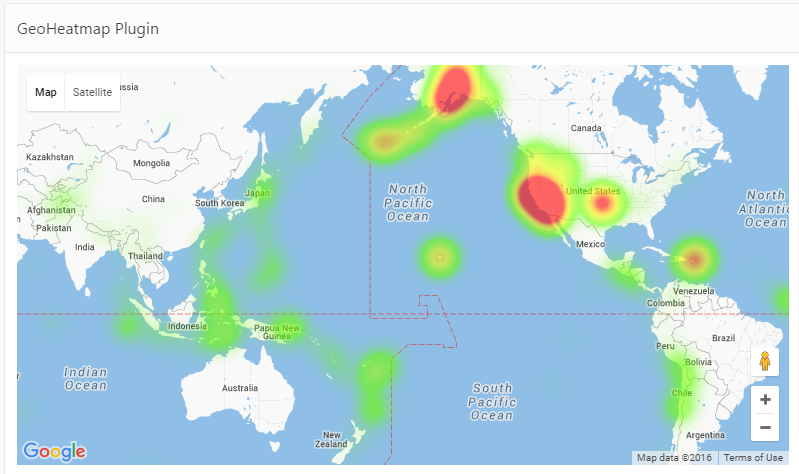 GeoHeatmap Plugin
Map
Satellite
ssia
Canada
Kazakhstan
Mongolia
North
Pacific
Ocean
United States
Japan
China
South Korea
North
Atlantic
Ocean
Afghanistan
Pakistan
Mexico
India
Thailand
Venezuela
Colombia
Indonesia
Papua New
Guinea
Brazil
Peru
Bolivia
Indian
Ocean
Australia
South
Pacific
Ocean
Chile
New
Zealand
Argentina
+
−
Google
Map data ©2016
Terms of Use